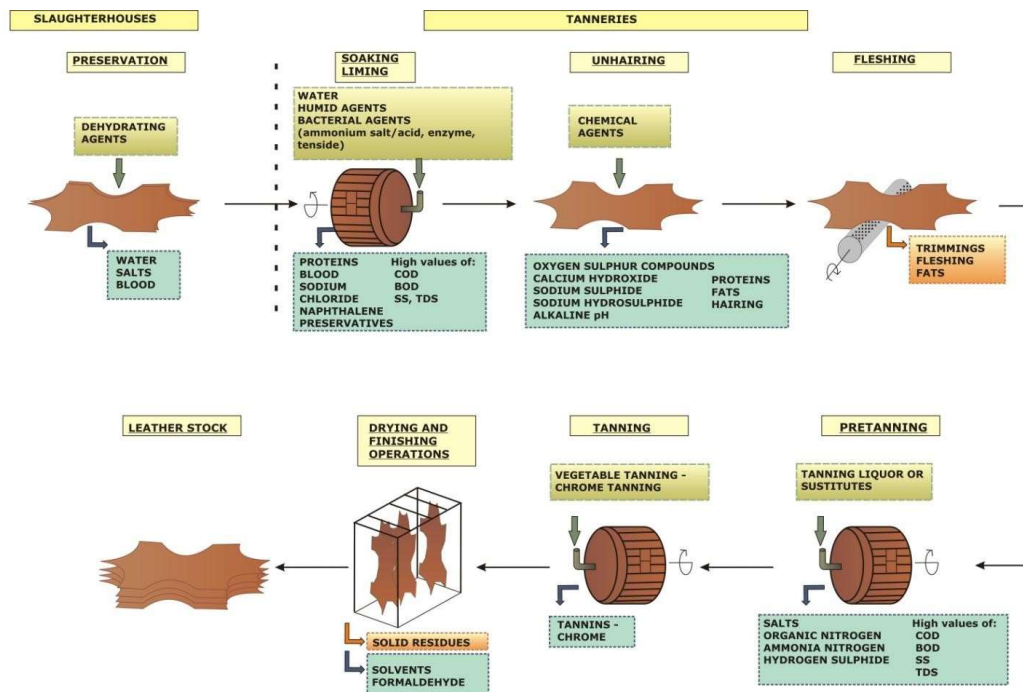 SLAUGHTERHOUSES
TANNERIES
PRESERVATION
SOAKING
LIMING
UNHAIRING
FLESHING
DEHYDRATING
AGENTS
WATER
HUMID AGENTS
BACTERIAL AGENTS
(ammonium salt/acid, enzyme,
tenside)
CHEMICAL
AGENTS
WATER
SALTS
BLOOD
PROTEINS
BLOOD
SODIUM
CHLORIDE
NAPHTHALENE
PRESERVATIVES
High values of:
COD
BOD
SS, TDS
OXYGEN SULPHUR COMPOUNDS
CALCIUM HYDROXIDE
SODIUM SULPHIDE
SODIUM HYDROSULPHIDE
ALKALINE pH
PROTEINS
FATS
HAIRING
TRIMMINGS
FLESHING
FATS
LEATHER STOCK
DRYING AND
FINISHING
OPERATIONS
TANNING
PRETANNING
VEGETABLE TANNING -
CHROME TANNING
TANNING LIQUOR OR
SUSTITUTES
SOLID RESIDUES
SOLVENTS
FORMALDEHYDE
TANNINS -
CHROME
SALTS
ORGANIC NITROGEN
AMMONIA NITROGEN
HYDROGEN SULPHIDE
High values of:
COD
BOD
SS
TDS